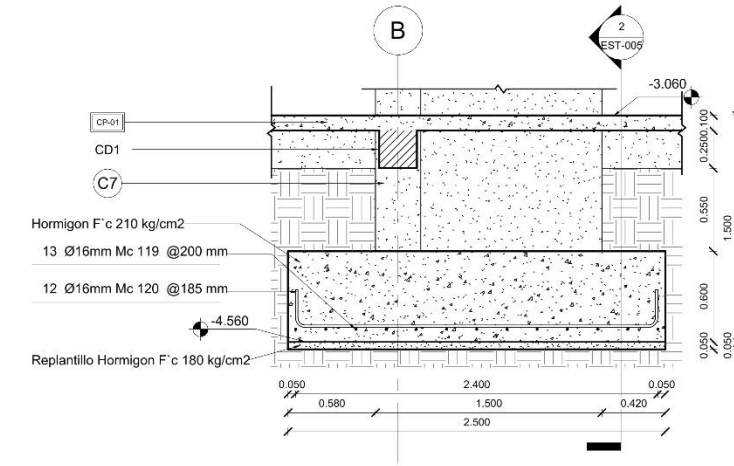 B
2
EST-005
-3.060
CP-01
CD1
C7
0.100
0.2500
0.550
1.500
Hormigon F`c 210 kg/cm2
13 Ø16mm Mc 119 @200 mm
12 Ø16mm Mc 120 @185 mm
0.600
-4.560
Replantillo Hormigon F`c 180 kg/cm2
0.050
0.050
0.050
2.400
0.050
0.580
1.500
0.420
2.500